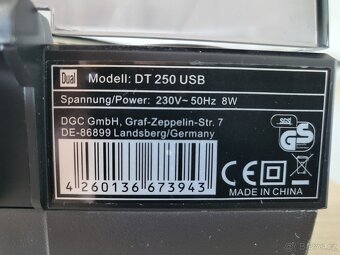 Dual
Modell: DT 250 USB
Spannung/Power: 230V~ 50Hz 8W
DGC GmbH, Graf-Zeppelin-Str. 7
DE-86899 Landsberg/Germany
4 260136 673943
GS
CE
MADE IN CHINA